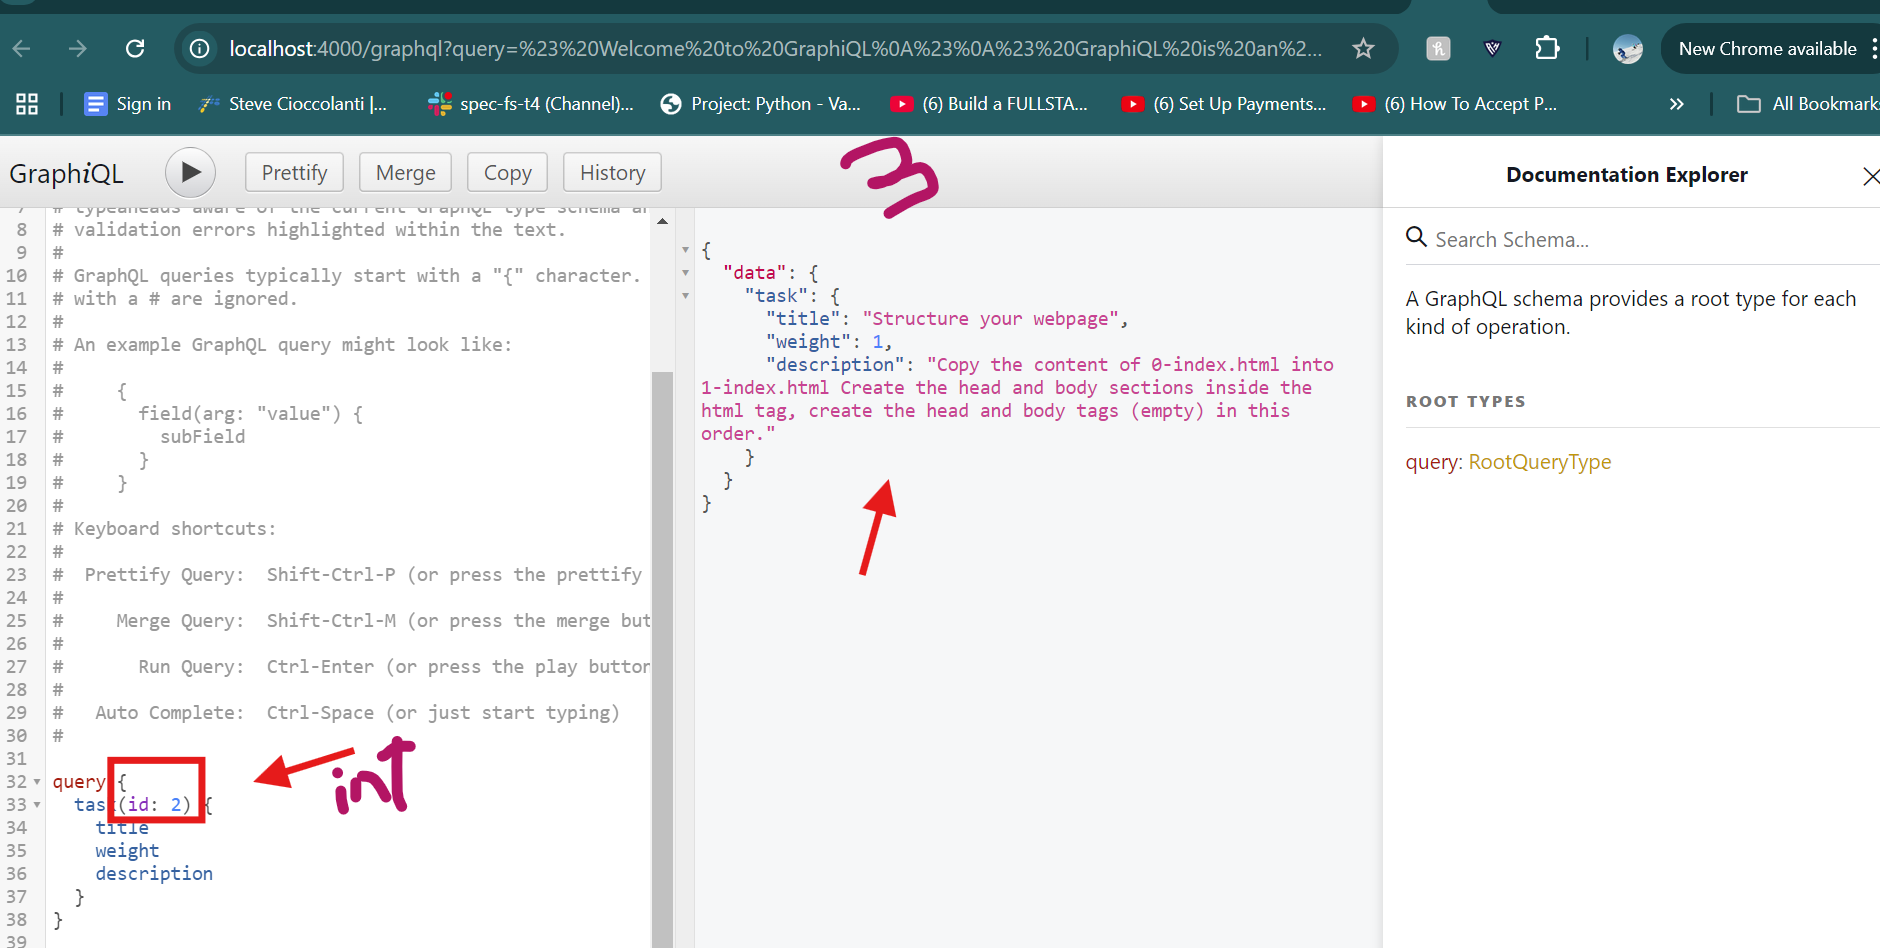 localhost:4000/graphql?query=%23%20Welcome%20to%20GraphiQL%0A%23%0A%23%20GraphiQL%20is%20an%2...
New Chrome available
Sign in
Steve Cioccolanti |...
spec-fs-t4 (Channel)...
Project: Python - Va...
(6) Build a FULLSTA...
(6) Set Up Payments...
(6) How To Accept P...
»
All Bookmarks
GraphiQL
Prettify
Merge
Copy
History
3
7 # typeaheads aware of the current GraphQL type schema an
8 # validation errors highlighted within the text.
9 #
10 # GraphQL queries typically start with a "{" character.
11 # with a # are ignored.
12 #
13 # An example GraphQL query might look like:
14 #
15 # {
16 # field(arg: "value") {
17 # subField
18 # }
19 # }
20 #
21 # Keyboard shortcuts:
22 #
23 # Prettify Query: Shift-Ctrl-P (or press the prettify
24 #
25 # Merge Query: Shift-Ctrl-M (or press the merge but
26 #
27 # Run Query: Ctrl-Enter (or press the play button
28 #
29 # Auto Complete: Ctrl-Space (or just start typing)
30 #
31
32 query {
33 task(id: 2) {
34 title
35 weight
36 description
37 }
38 }
39
int
{
"data": {
"task": {
"title": "Structure your webpage",
"weight": 1,
"description": "Copy the content of 0-index.html into
1-index.html Create the head and body sections inside the
html tag, create the head and body tags (empty) in this
order."
}
}
}
Documentation Explorer
Search Schema...
A GraphQL schema provides a root type for each
kind of operation.
ROOT TYPES
query: RootQueryType